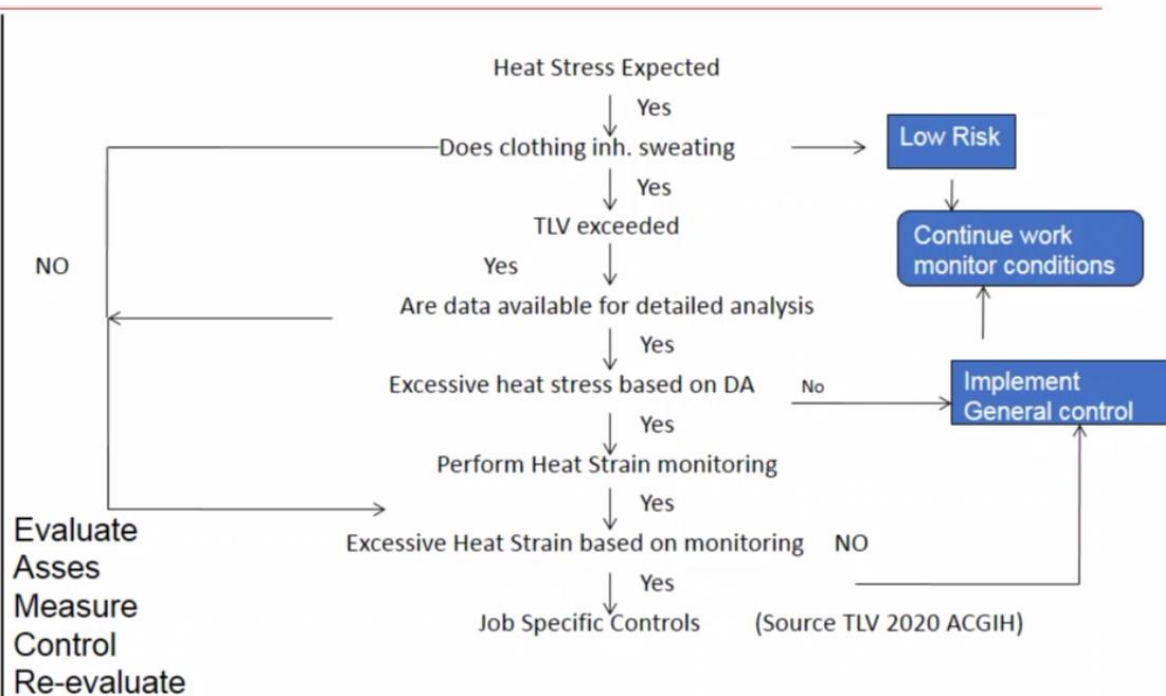 Heat Stress Expected
Yes
Does clothing inh. sweating
Low Risk
Yes
TLV exceeded
Continue work
monitor conditions
NO
Yes
Are data available for detailed analysis
Yes
Excessive heat stress based on DA
No
Implement
General control
Yes
Perform Heat Strain monitoring
Yes
Excessive Heat Strain based on monitoring NO
Yes
Job Specific Controls (Source TLV 2020 ACGIH)
Evaluate
Asses
Measure
Control
Re-evaluate